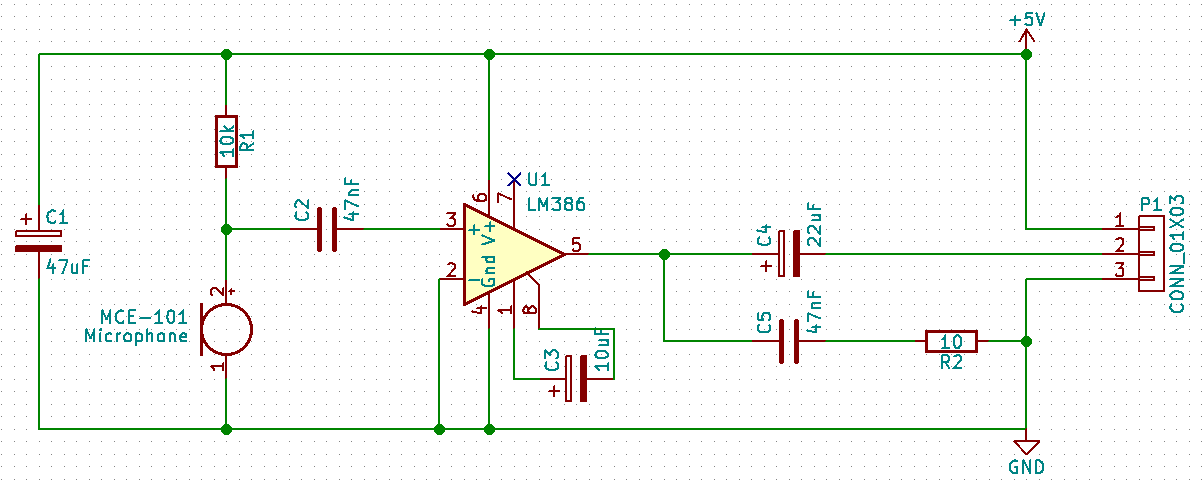 +5V
10k
R1
+
C1
47uF
C2
47nF
6
7
U1
LM386
3
+
V+
2
-
Gnd
5
4
1
8
C3
10uF
+
C4
22uF
+
C5
47nF
10
R2
P1
1
2
3
CONN_01X03
2
+
MCE-101
Microphone
1
GND